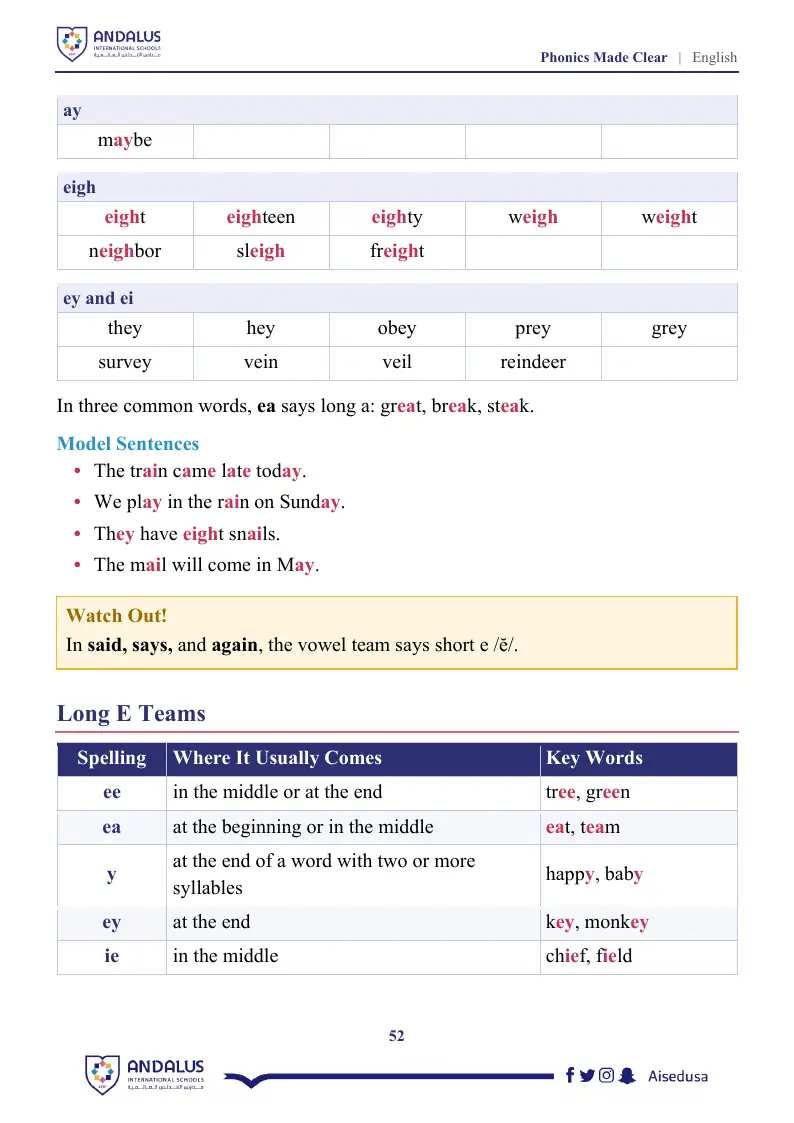 ANDALUS
INTERNATIONAL SCHOOLS
مدارس الأندلس العالمية
Phonics Made Clear | English
ay
maybe
eigh
eight eighteen eighty weigh weight
neighbor sleigh freight
ey and ei
they hey obey prey grey
survey vein veil reindeer
In three common words, ea says long a: great, break, steak.
Model Sentences
• The train came late today.
• We play in the rain on Sunday.
• They have eight snails.
• The mail will come in May.
Watch Out!
In said, says, and again, the vowel team says short e /ĕ/.
Long E Teams
Spelling Where It Usually Comes Key Words
ee in the middle or at the end tree, green
ea at the beginning or in the middle eat, team
y at the end of a word with two or more
syllables happy, baby
ey at the end key, monkey
ie in the middle chief, field
52
ANDALUS
INTERNATIONAL SCHOOLS
مدارس الأندلس العالمية
Aisedusa